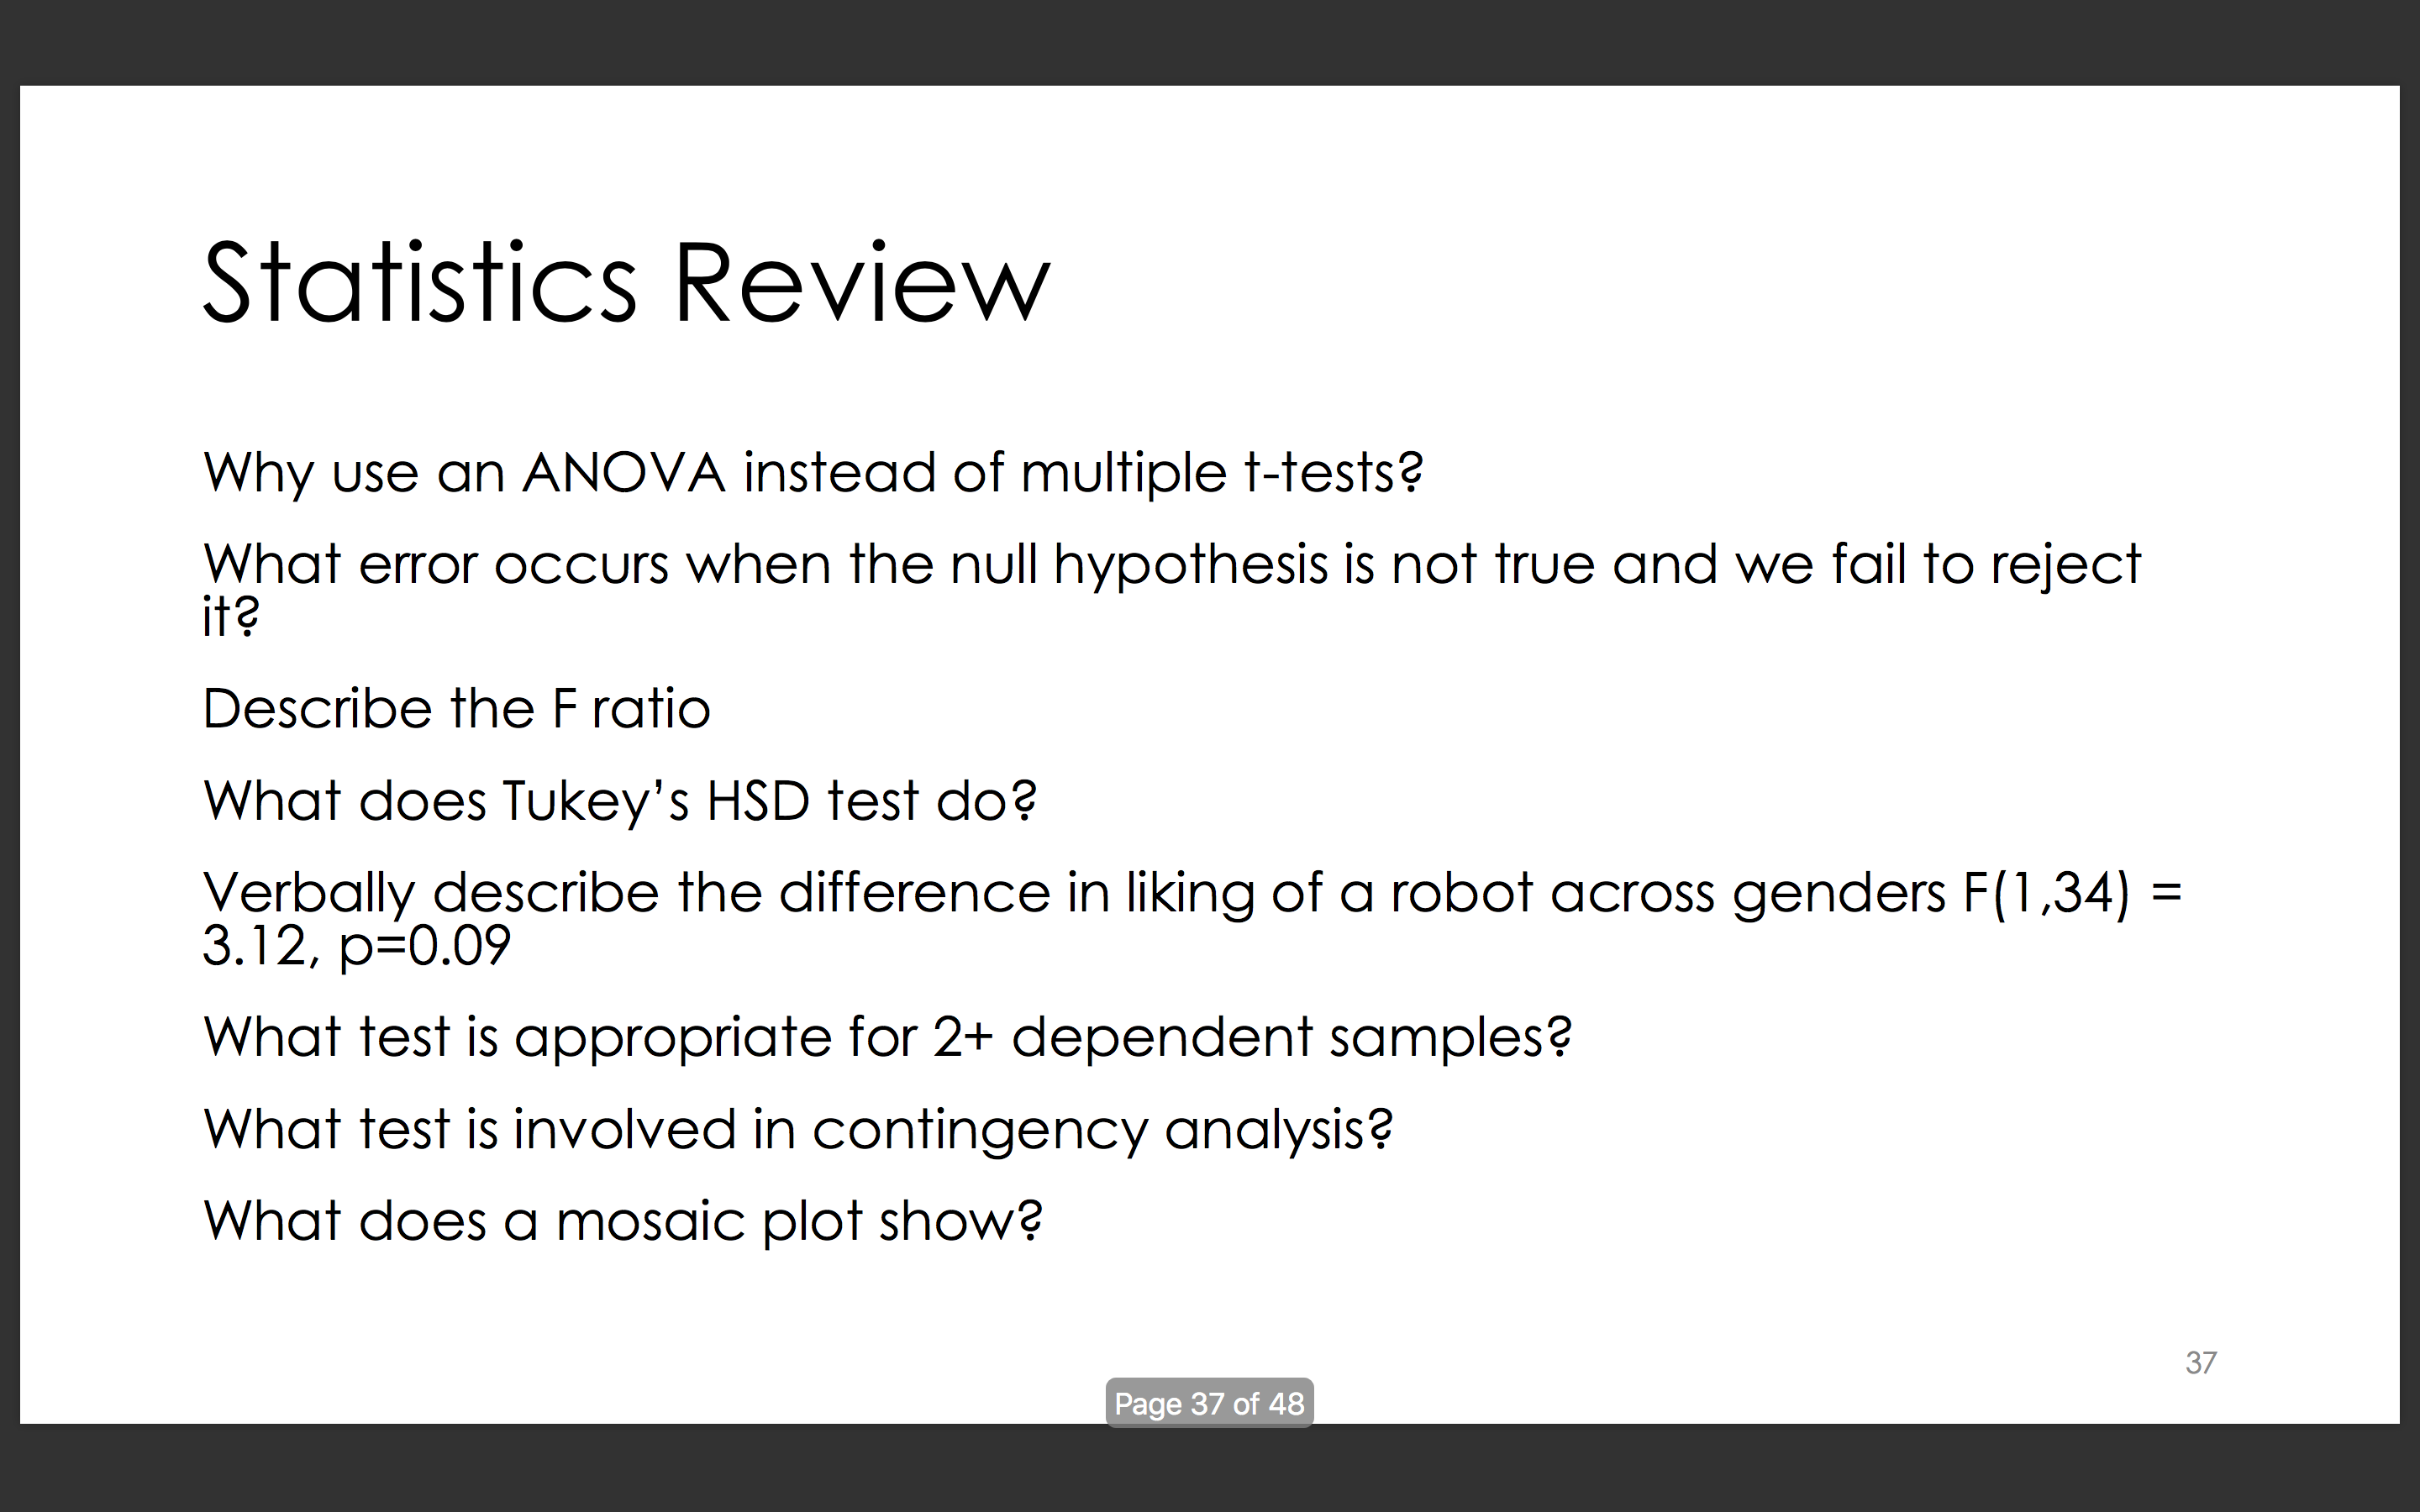 Statistics Review
Why use an ANOVA instead of multiple t-tests?
What error occurs when the null hypothesis is not true and we fail to reject
it?
Describe the F ratio
What does Tukey’s HSD test do?
Verbally describe the difference in liking of a robot across genders F(1,34) =
3.12, p=0.09
What test is appropriate for 2+ dependent samples?
What test is involved in contingency analysis?
What does a mosaic plot show?
37
Page 37 of 48